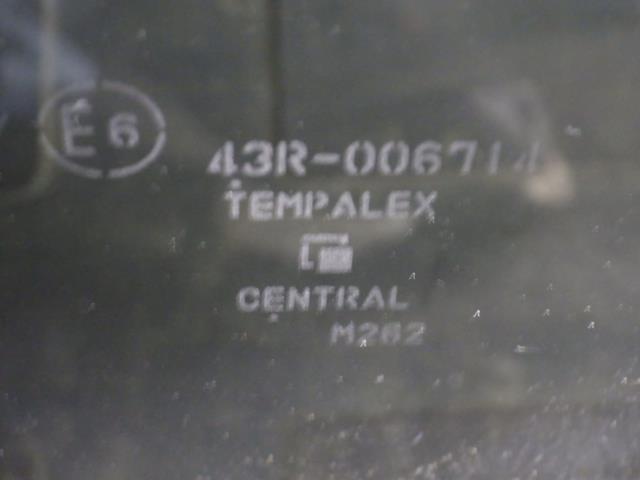 E6
43R-006714
TEMPALEX
CENTRAL
M262